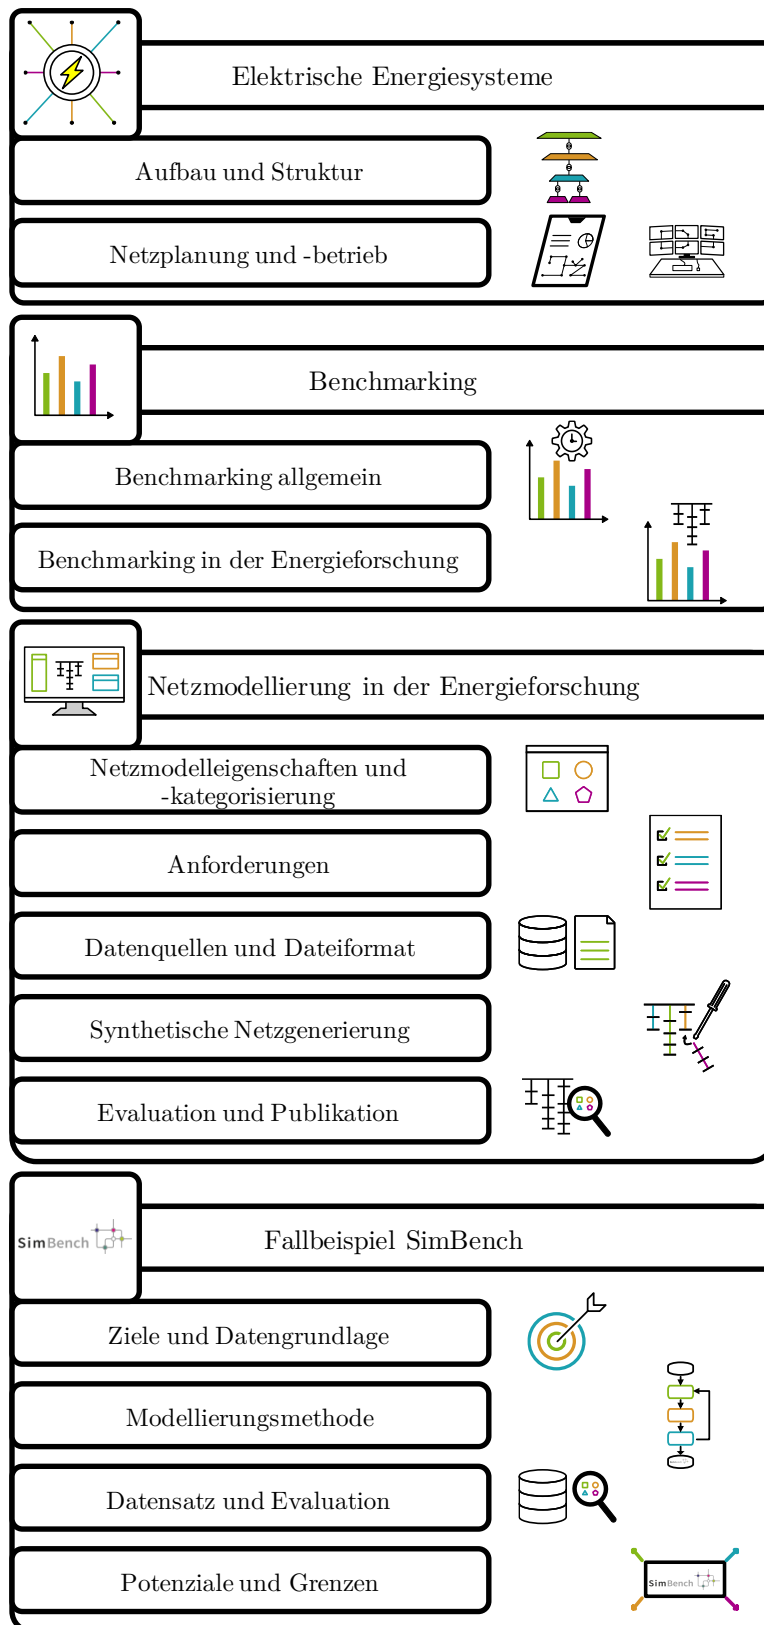 Elektrische Energiesysteme
Aufbau und Struktur
Netzplanung und -betrieb
Benchmarking
Benchmarking allgemein
Benchmarking in der Energieforschung
Netzmodellierung in der Energieforschung
Netzmodelleigenschaften und
-kategorisierung
Anforderungen
Datenquellen und Dateiformat
Synthetische Netzgenerierung
Evaluation und Publikation
SimBench
Fallbeispiel SimBench
Ziele und Datengrundlage
Modellierungsmethode
Datensatz und Evaluation
Potenziale und Grenzen
SimBench